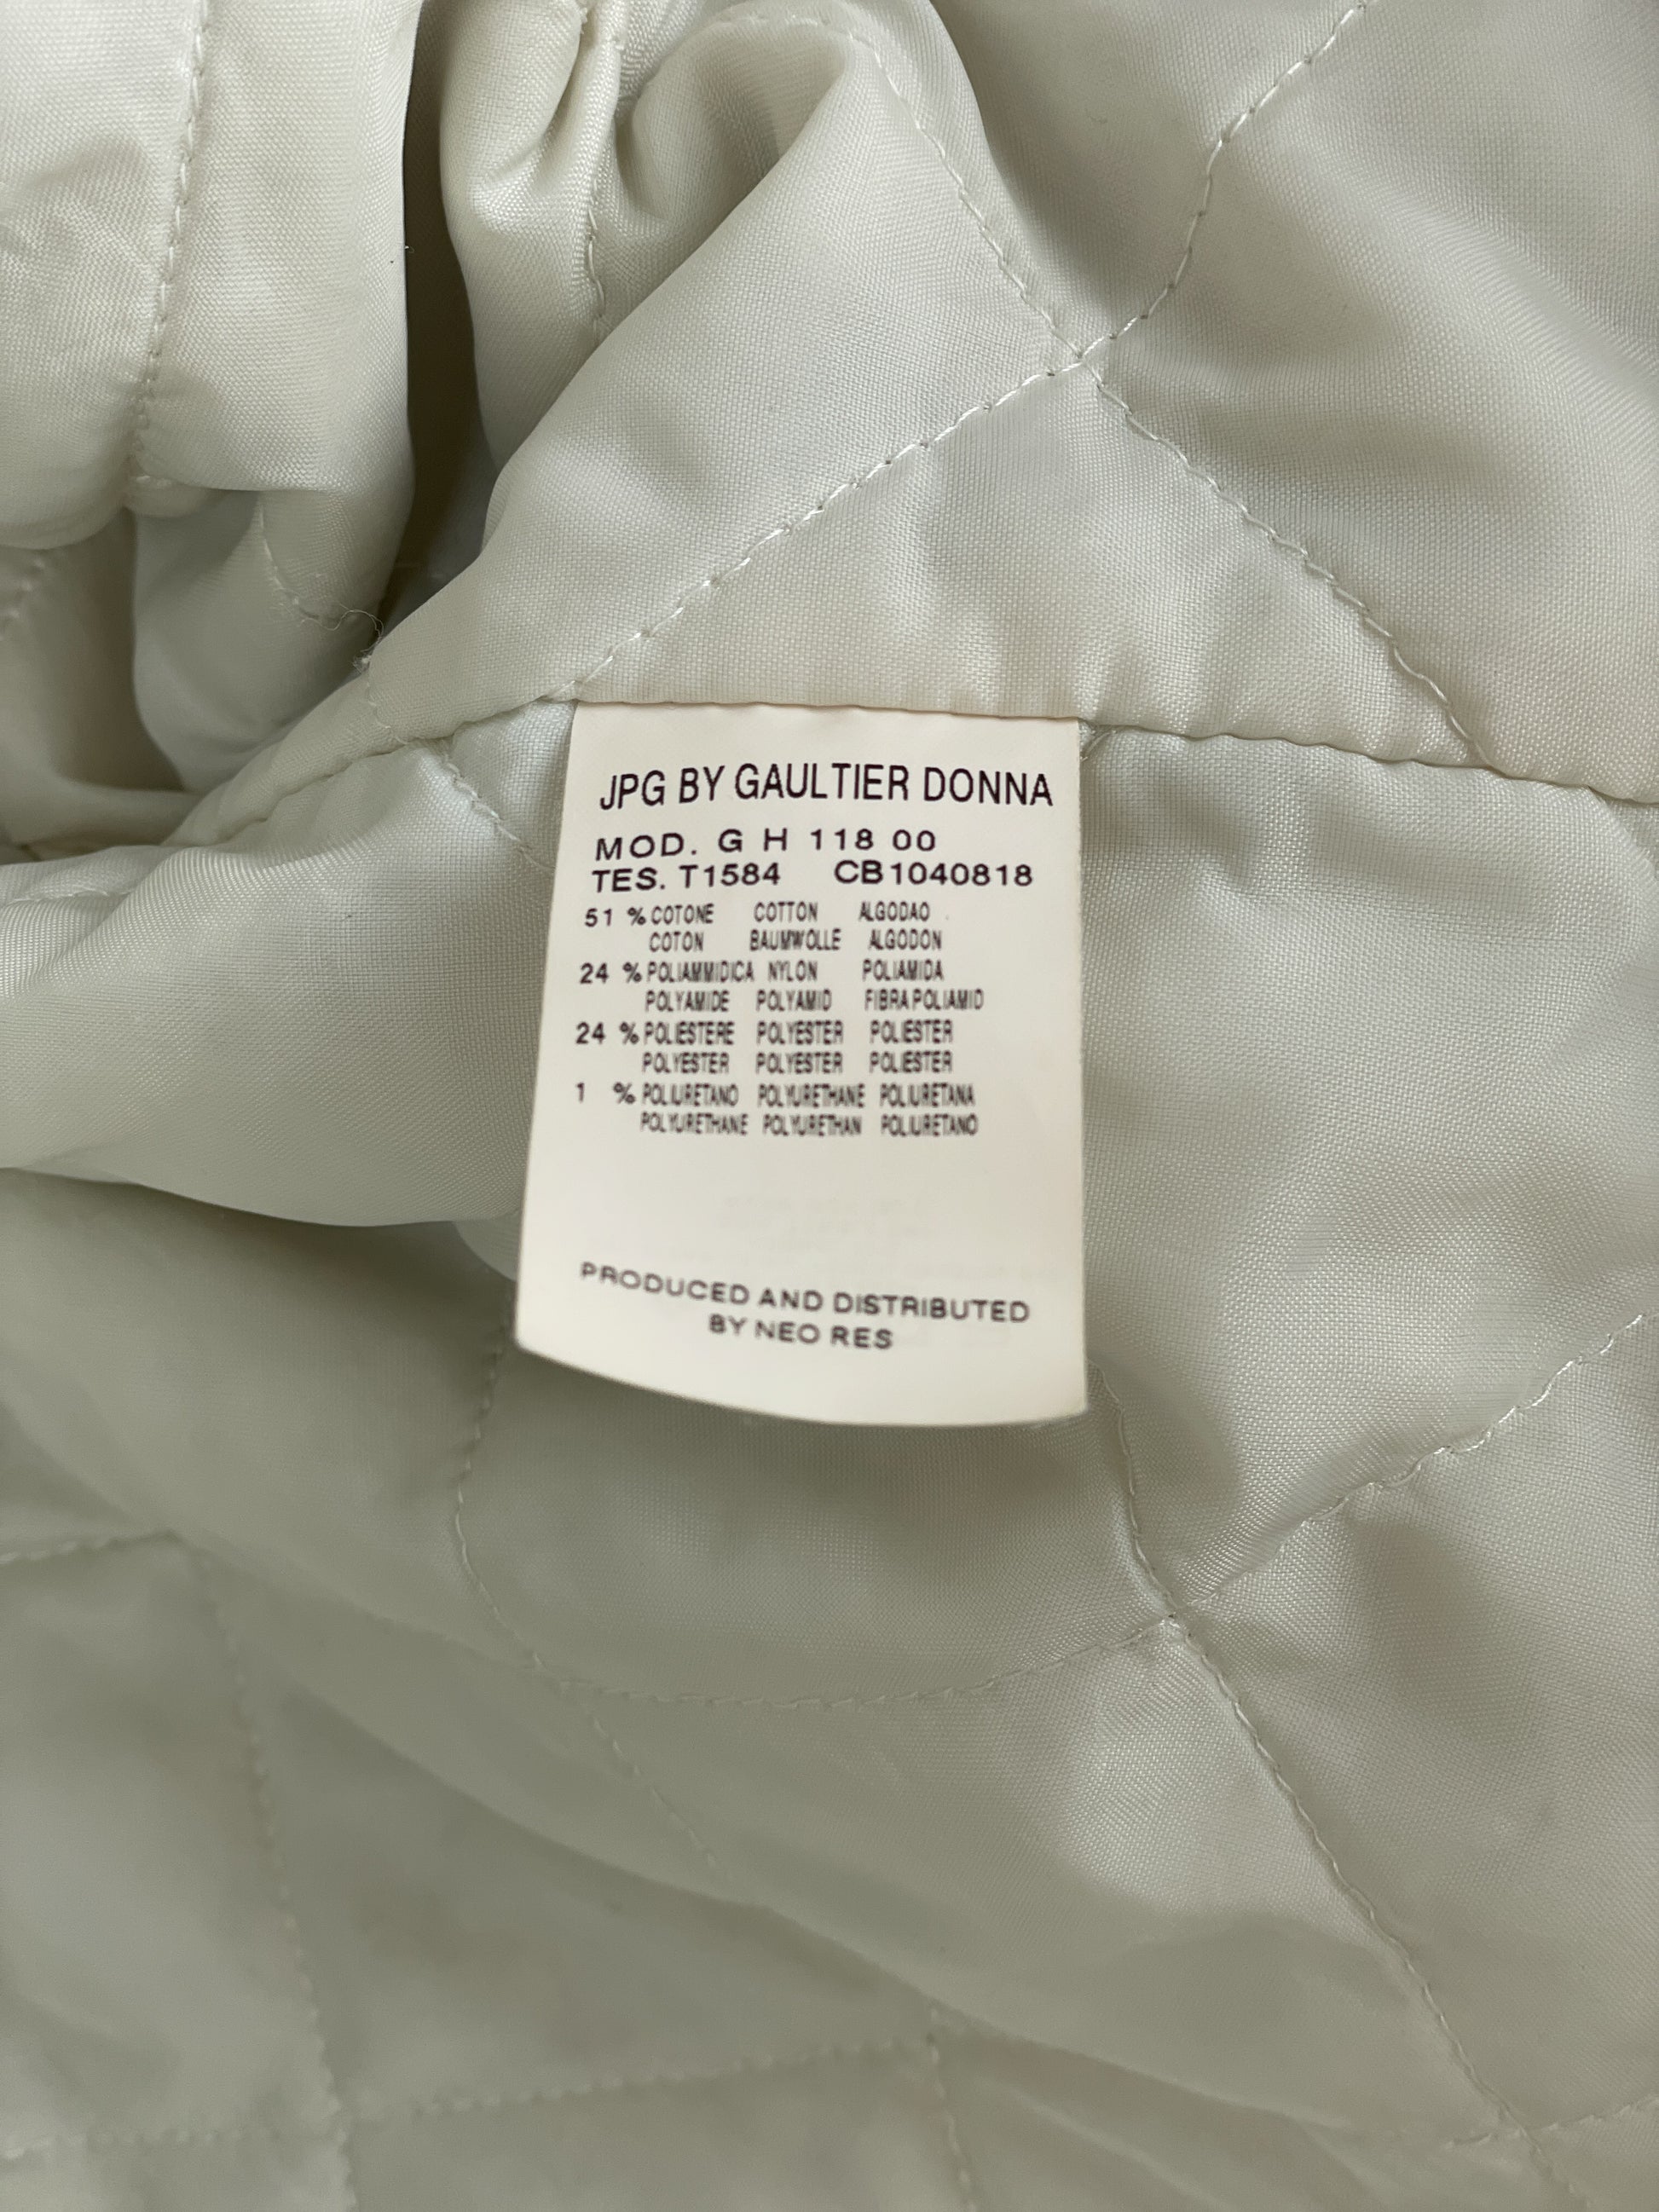 JPG BY GAULTIER DONNA
MOD. G H 118 00
TES. T1584 CB1040818
51 % COTONE COTTON ALGODAO
COTON BAUMWOLLE ALGODON
24 % POLIAMMIDICA NYLON POLIAMIDA
POLYAMIDE POLYAMID FIBRA POLIAMID
24 % POLIESTERE POLYESTER POLIESTER
POLYESTER POLYESTER POLIESTER
1 % POLIURETANO POLYURETHANE POLIURETANA
POLYURETHANE POLYURETHAN POLIURETANO
PRODUCED AND DISTRIBUTED
BY NEO RES